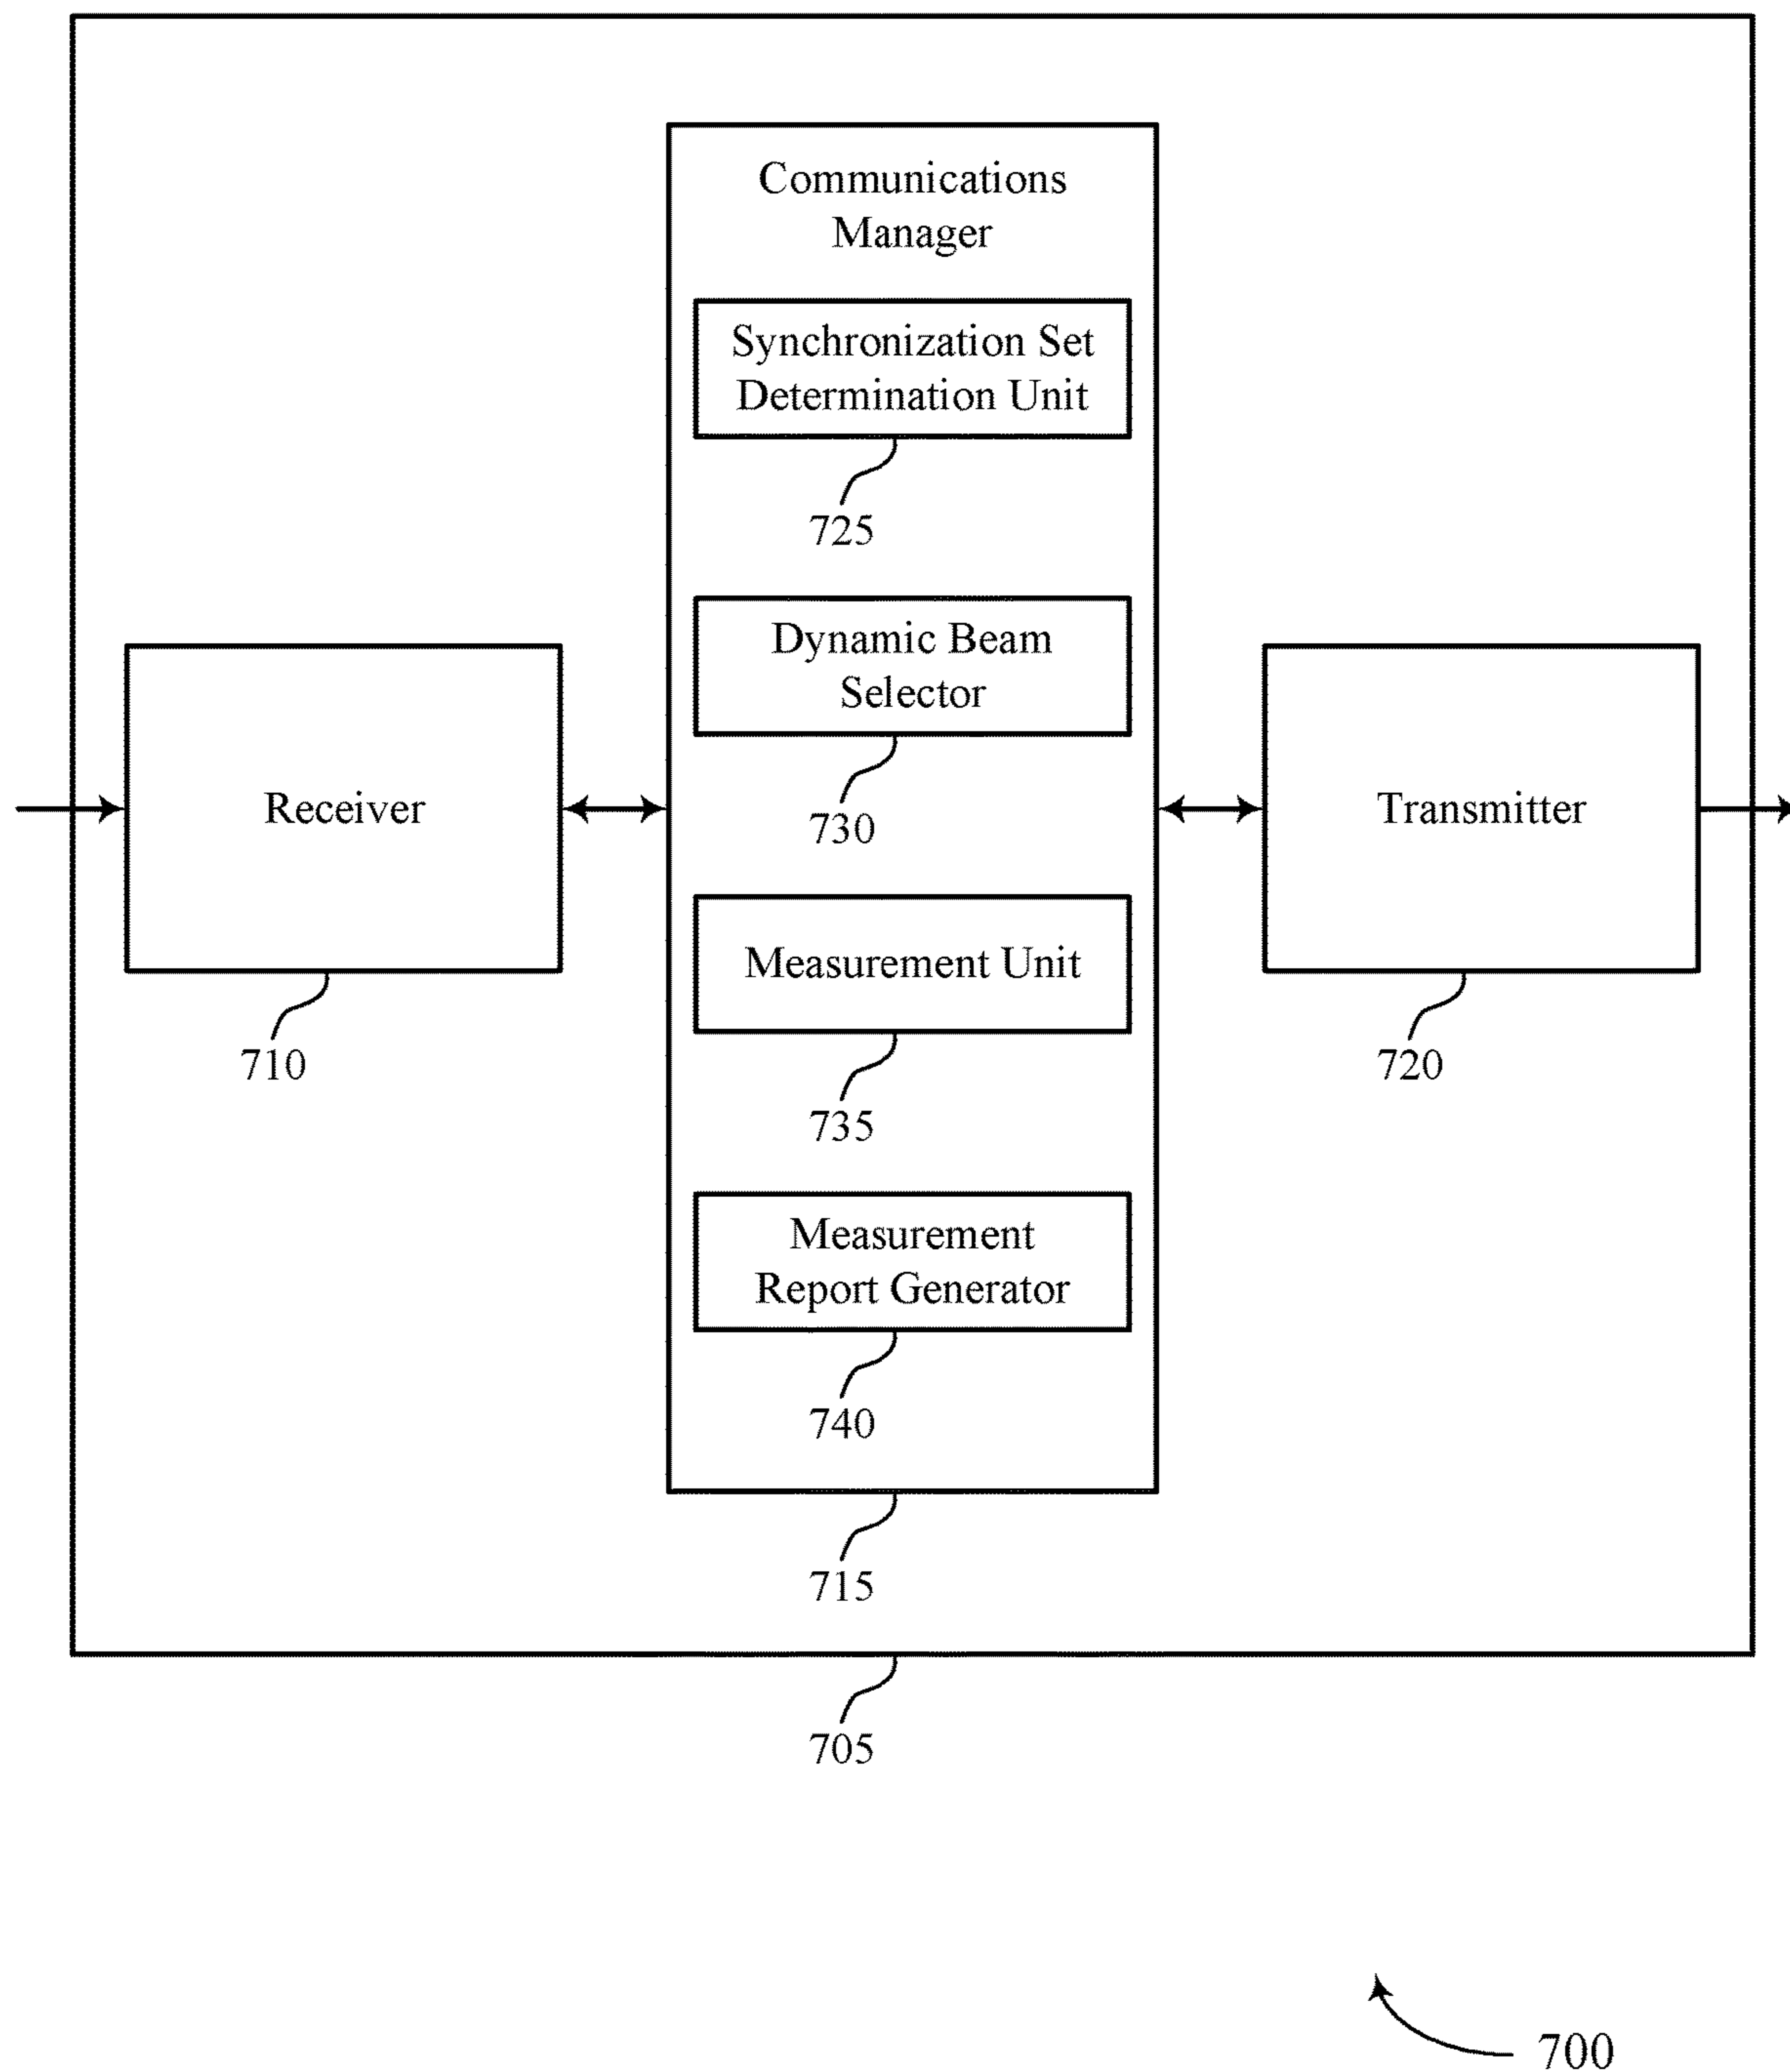 Communications
Manager
Synchronization Set
Determination Unit
725
Dynamic Beam
Selector
730
Receiver
710
Transmitter
720
Measurement Unit
735
Measurement
Report Generator
740
715
705
700